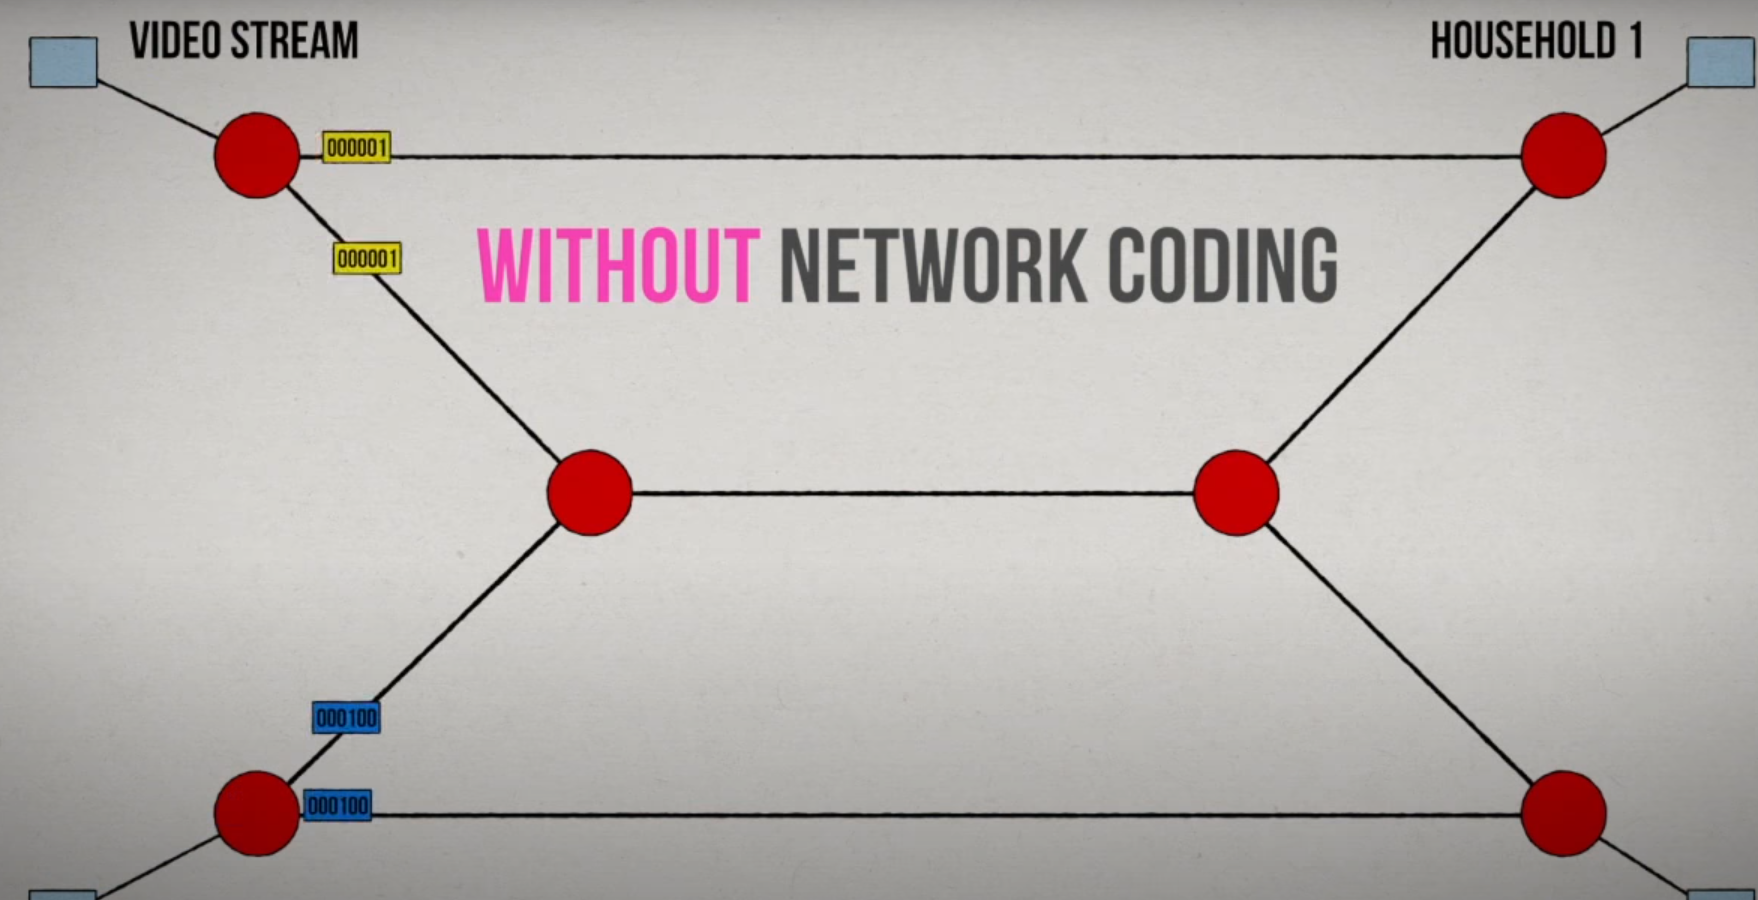 VIDEO STREAM
HOUSEHOLD 1
000001
000001
WITHOUT NETWORK CODING
000100
000100